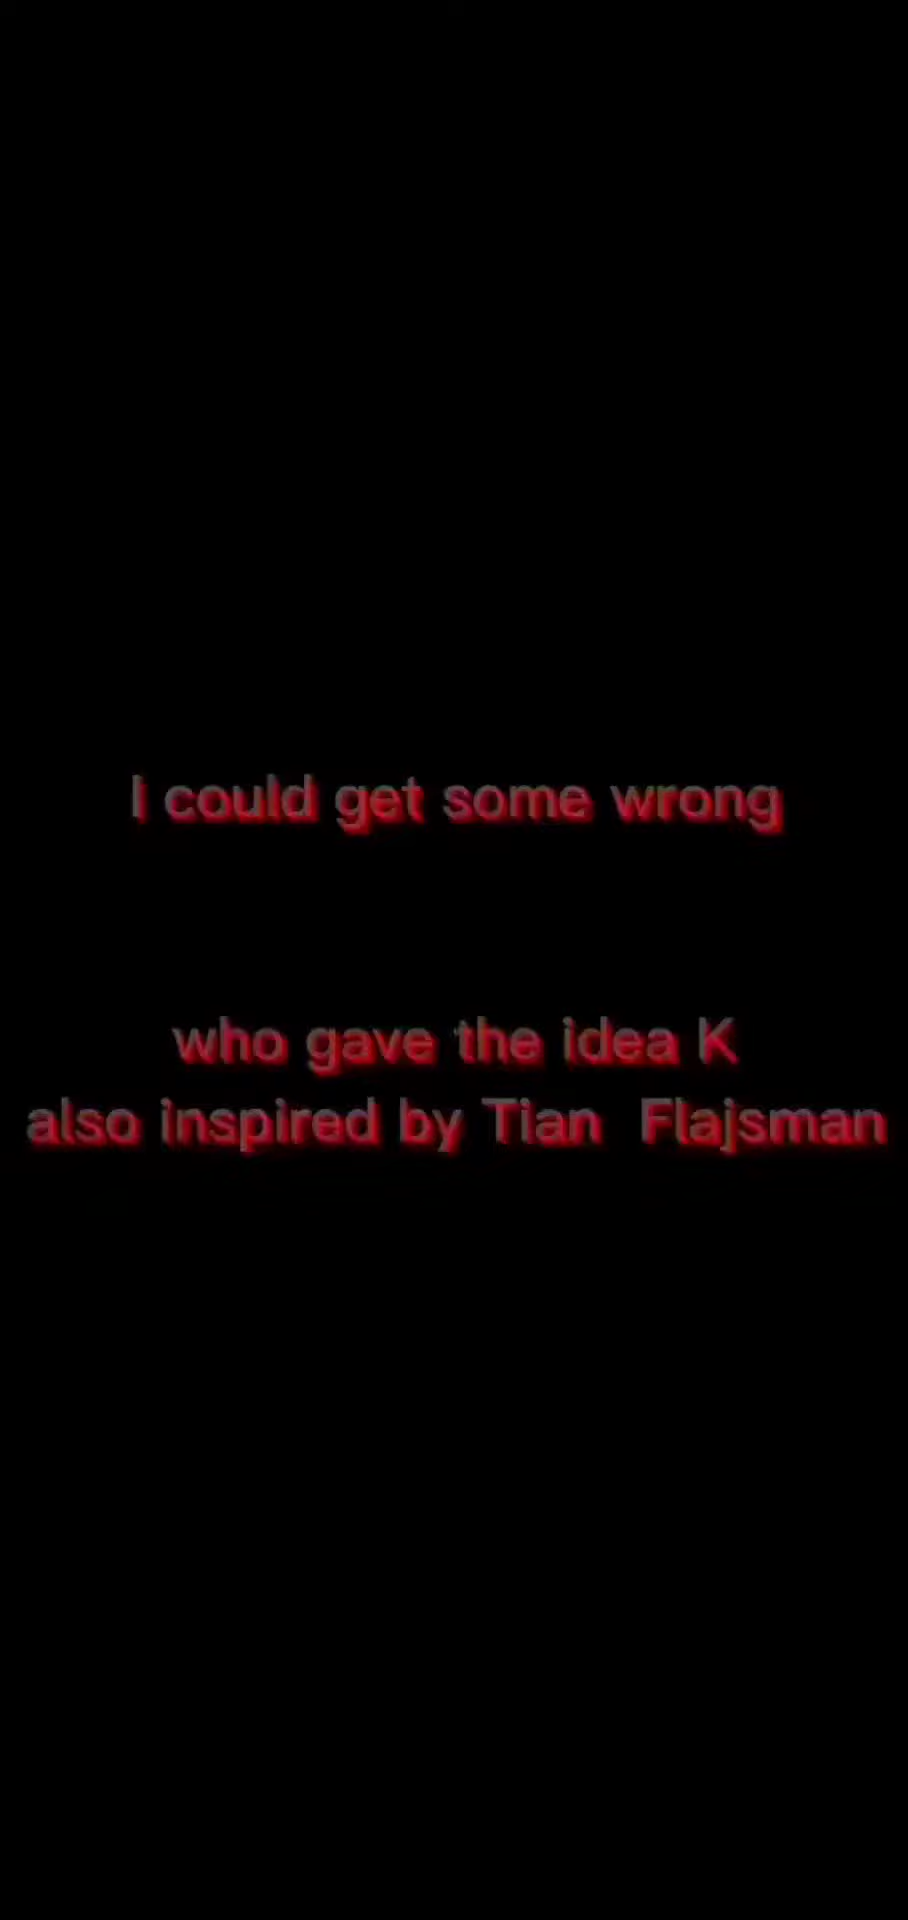 I could get some wrong
who gave the idea K
also inspired by Tian Flajsman